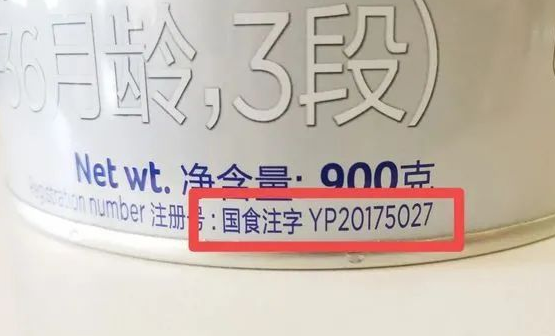 36月龄,3段)
Net wt. 净含量: 900克
Registration number 注册号:国食注字 YP20175027